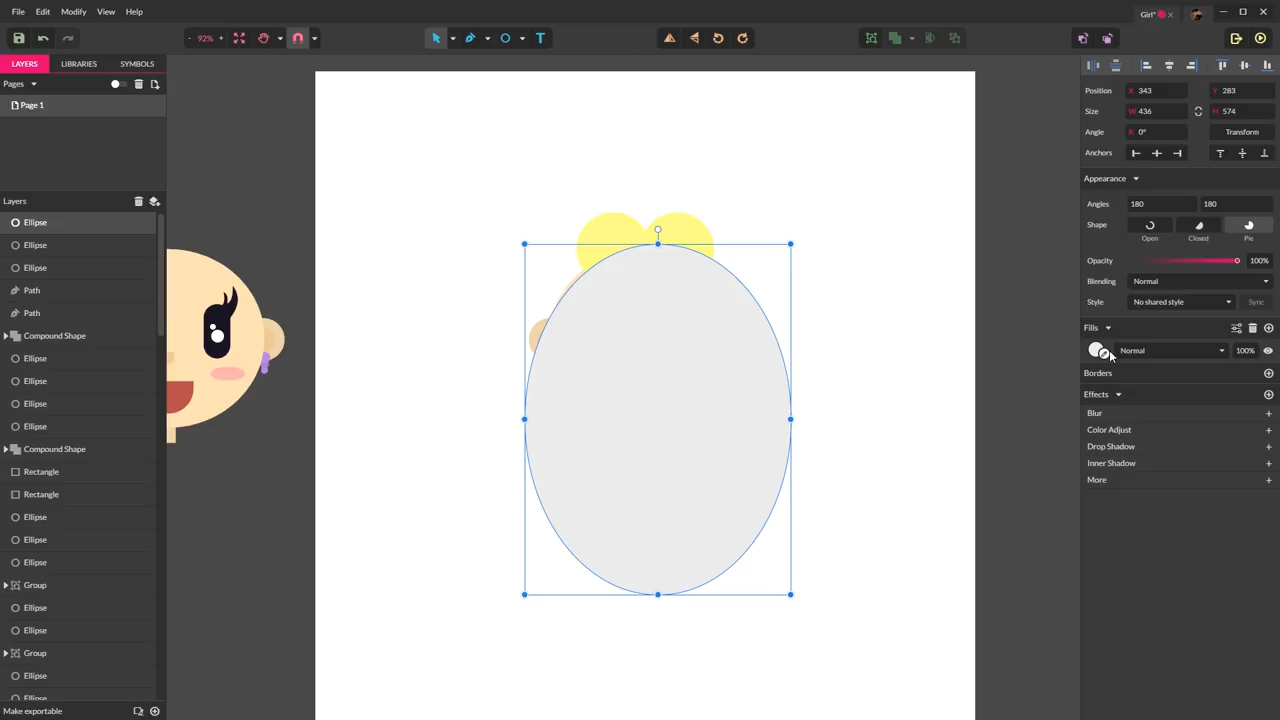 File Edit Modify View Help
Girl*
- 92% +
T
LAYERS LIBRARIES SYMBOLS
Pages
Page 1
Layers
Ellipse
Ellipse
Ellipse
Path
Path
Compound Shape
Ellipse
Ellipse
Ellipse
Ellipse
Compound Shape
Rectangle
Rectangle
Ellipse
Ellipse
Ellipse
Group
Ellipse
Ellipse
Group
Ellipse
Ellipse
Make exportable
Position X 343 Y 283
Size W 436 H 574
Angle R 0° Transform
Anchors
Appearance
Angles 180 180
Shape
Open Closed Pie
Opacity 100%
Blending Normal
Style No shared style Sync
Fills
Normal 100%
Borders
Effects
Blur +
Color Adjust +
Drop Shadow +
Inner Shadow +
More +